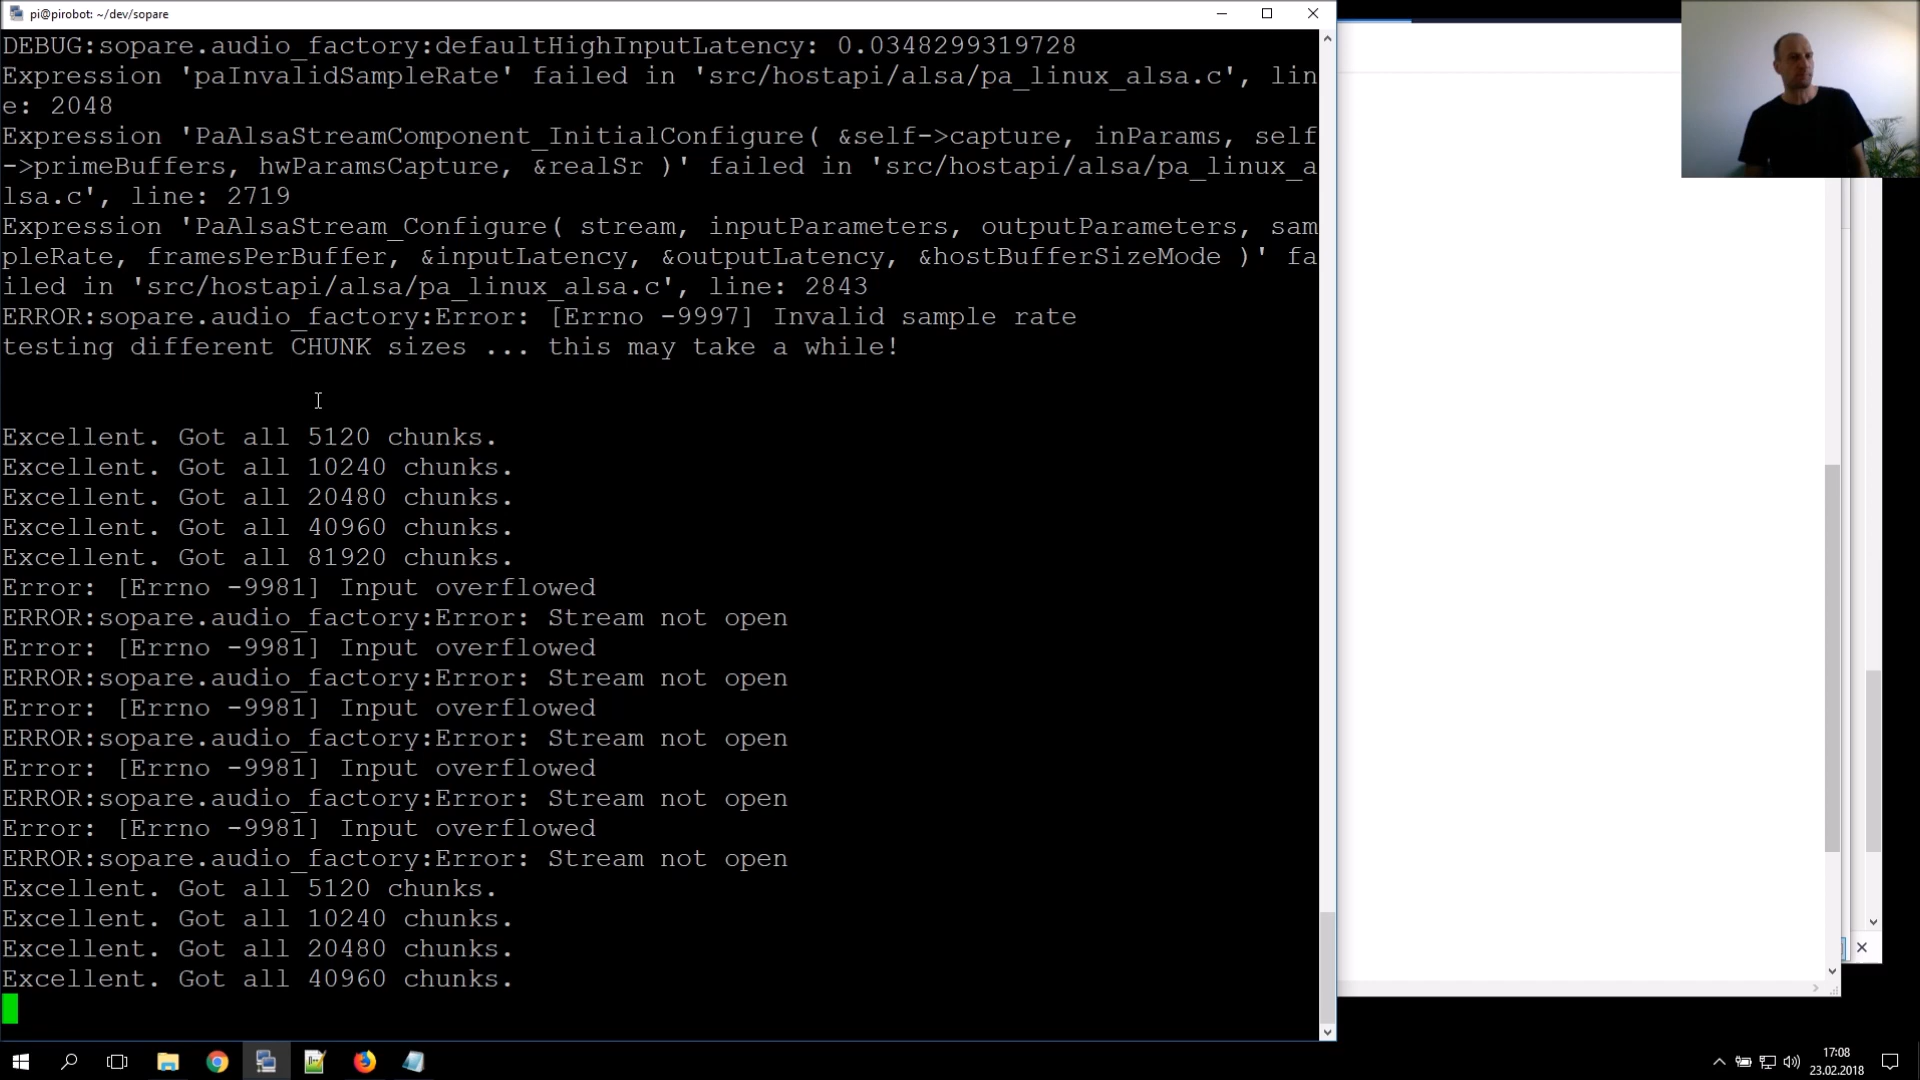 pi@pirobot: ~/dev/sopare
DEBUG:sopare.audio_factory:defaultHighInputLatency: 0.0348299319728
Expression 'paInvalidSampleRate' failed in 'src/hostapi/alsa/pa_linux_alsa.c', lin
e: 2048
Expression 'PaAlsaStreamComponent_InitialConfigure( &self->capture, inParams, self
->primeBuffers, hwParamsCapture, &realSr )' failed in 'src/hostapi/alsa/pa_linux_a
lsa.c', line: 2719
Expression 'PaAlsaStream_Configure( stream, inputParameters, outputParameters, sam
pleRate, framesPerBuffer, &inputLatency, &outputLatency, &hostBufferSizeMode )' fa
iled in 'src/hostapi/alsa/pa_linux_alsa.c', line: 2843
ERROR:sopare.audio_factory:Error: [Errno -9997] Invalid sample rate
testing different CHUNK sizes ... this may take a while!
Excellent. Got all 5120 chunks.
Excellent. Got all 10240 chunks.
Excellent. Got all 20480 chunks.
Excellent. Got all 40960 chunks.
Excellent. Got all 81920 chunks.
Error: [Errno -9981] Input overflowed
ERROR:sopare.audio_factory:Error: Stream not open
Error: [Errno -9981] Input overflowed
ERROR:sopare.audio_factory:Error: Stream not open
Error: [Errno -9981] Input overflowed
ERROR:sopare.audio_factory:Error: Stream not open
Error: [Errno -9981] Input overflowed
ERROR:sopare.audio_factory:Error: Stream not open
Error: [Errno -9981] Input overflowed
ERROR:sopare.audio_factory:Error: Stream not open
Excellent. Got all 5120 chunks.
Excellent. Got all 10240 chunks.
Excellent. Got all 20480 chunks.
Excellent. Got all 40960 chunks.
17:08
23.02.2018